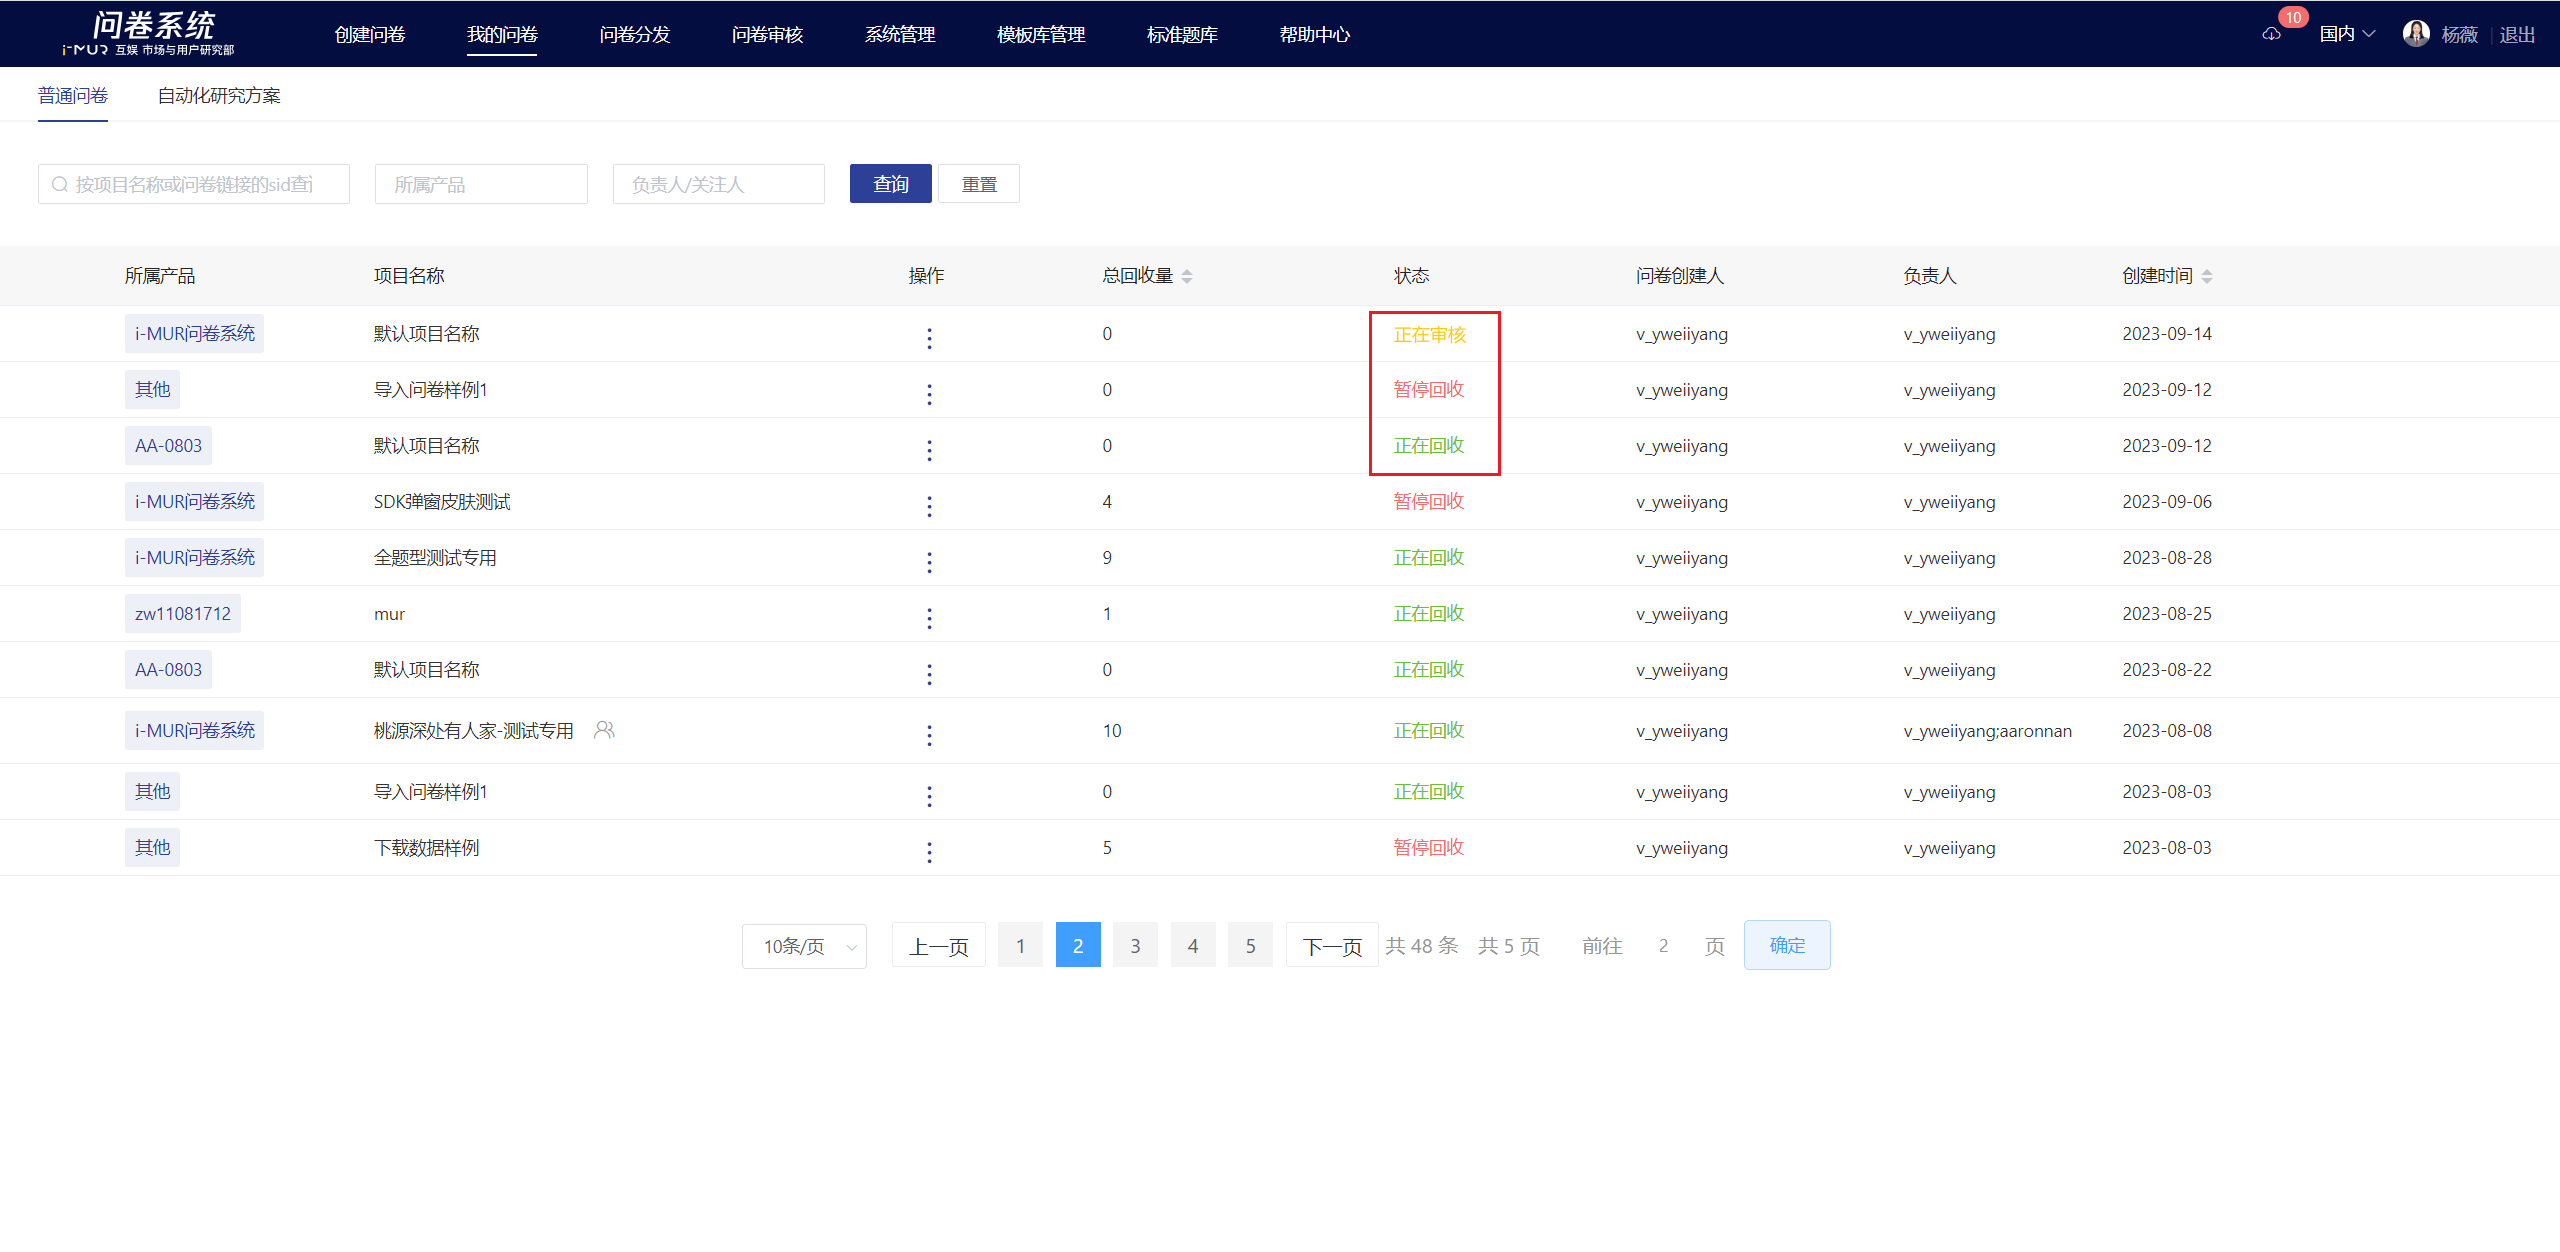 问卷系统
i-MUR 互娱 市场与用户研究部
创建问卷 我的问卷 问卷分发 问卷审核 系统管理 模板库管理 标准题库 帮助中心
10
国内 杨薇 退出
普通问卷 自动化研究方案
按项目名称或问卷链接的sid查 所属产品 负责人/关注人 查询 重置
所属产品 项目名称 操作 总回收量 状态 问卷创建人 负责人 创建时间
i-MUR问卷系统 默认项目名称 0 正在审核 v_yweiiyang v_yweiiyang 2023-09-14
其他 导入问卷样例1 0 暂停回收 v_yweiiyang v_yweiiyang 2023-09-12
AA-0803 默认项目名称 0 正在回收 v_yweiiyang v_yweiiyang 2023-09-12
i-MUR问卷系统 SDK弹窗皮肤测试 4 暂停回收 v_yweiiyang v_yweiiyang 2023-09-06
i-MUR问卷系统 全题型测试专用 9 正在回收 v_yweiiyang v_yweiiyang 2023-08-28
zw11081712 mur 1 正在回收 v_yweiiyang v_yweiiyang 2023-08-25
AA-0803 默认项目名称 0 正在回收 v_yweiiyang v_yweiiyang 2023-08-22
i-MUR问卷系统 桃源深处有人家-测试专用 10 正在回收 v_yweiiyang v_yweiiyang;aaronnan 2023-08-08
其他 导入问卷样例1 0 正在回收 v_yweiiyang v_yweiiyang 2023-08-03
其他 下载数据样例 5 暂停回收 v_yweiiyang v_yweiiyang 2023-08-03
10条/页 上一页 1 2 3 4 5 下一页 共 48 条 共 5 页 前往 2 页 确定